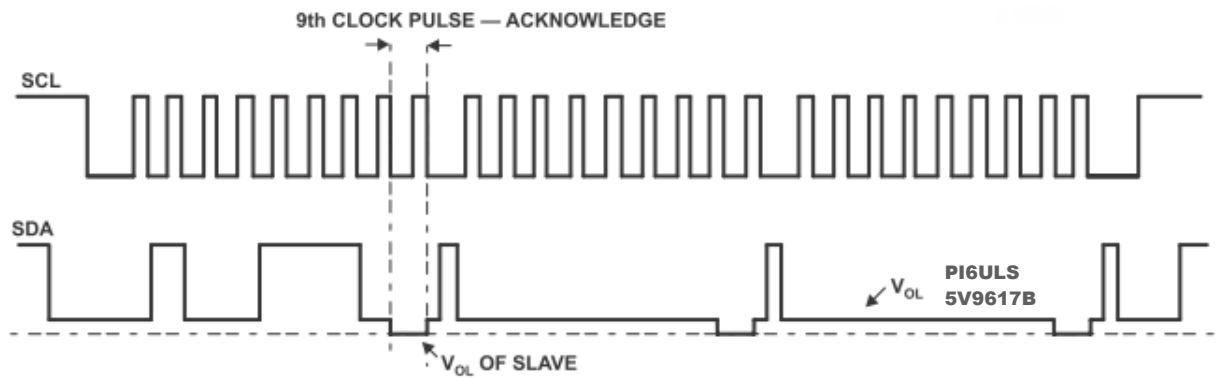 9th CLOCK PULSE — ACKNOWLEDGE
SCL
SDA
PI6ULS
VOL
5V9617B
VOL OF SLAVE